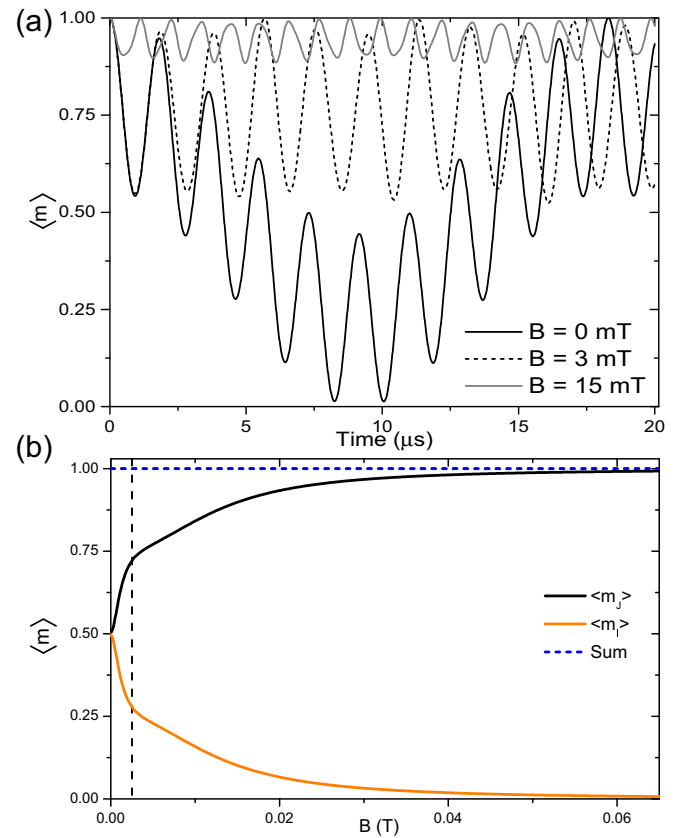 (a)
1.00
0.75
0.50
0.25
0.00
⟨m⟩
B = 0 mT
B = 3 mT
B = 15 mT
0 5 10 15 20
Time (μs)
(b)
1.00
0.75
0.50
0.25
0.00
⟨m⟩
<m_J>
<m_I>
Sum
0.00 0.02 0.04 0.06
B (T)